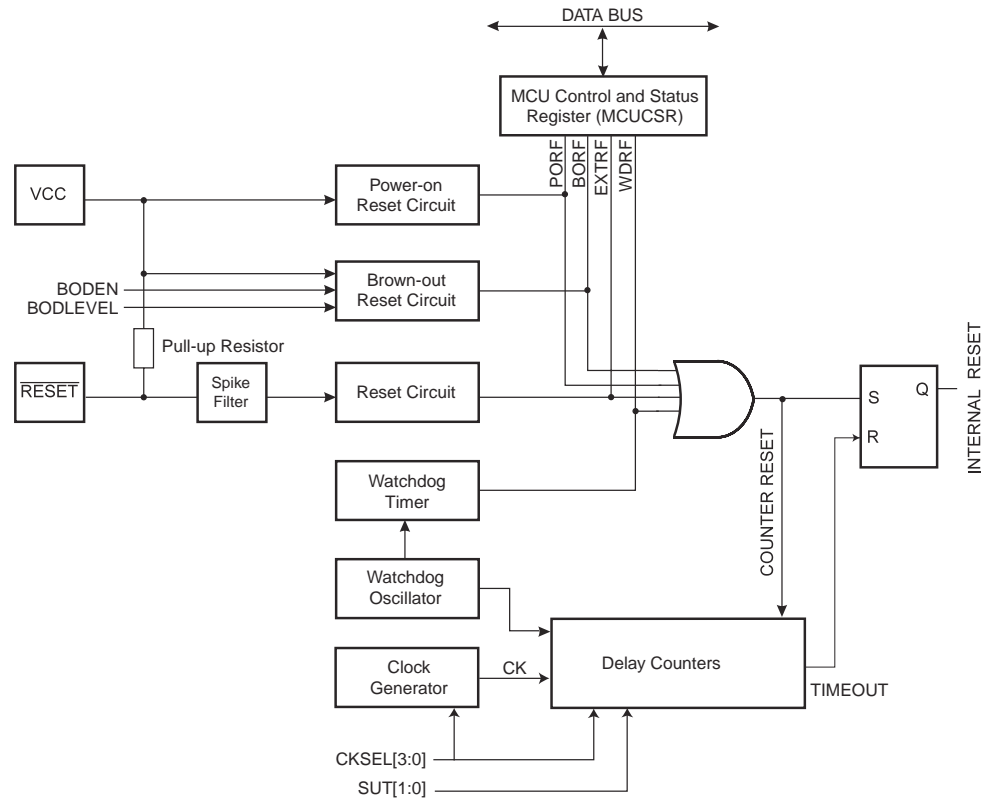 DATA BUS
MCU Control and Status
Register (MCUCSR)
PORF
BORF
EXTRF
WDRF
VCC
Power-on
Reset Circuit
BODEN
BODLEVEL
Brown-out
Reset Circuit
Pull-up Resistor
RESET
Spike
Filter
Reset Circuit
S
Q
R
INTERNAL RESET
COUNTER RESET
Watchdog
Timer
Watchdog
Oscillator
Clock
Generator
CK
Delay Counters
TIMEOUT
CKSEL[3:0]
SUT[1:0]